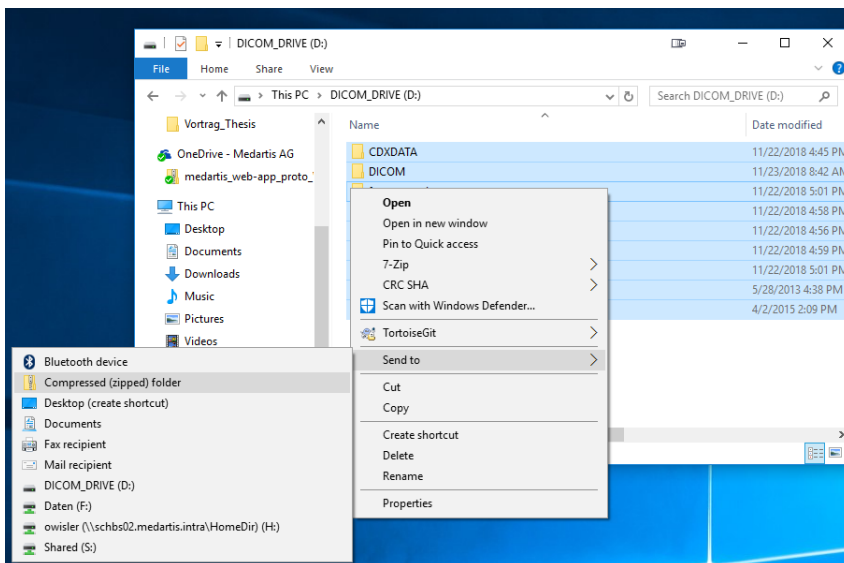 DICOM_DRIVE (D:)
File Home Share View
This PC > DICOM_DRIVE (D:)
Search DICOM_DRIVE (D:)
Vortrag_Thesis
OneDrive - Medartis AG
medartis_web-app_proto_
This PC
Desktop
Documents
Downloads
Music
Pictures
Videos
Name Date modified
CDXDATA 11/22/2018 4:45 PM
DICOM 11/23/2018 8:42 AM
11/22/2018 5:01 PM
11/22/2018 4:58 PM
11/22/2018 4:56 PM
11/22/2018 4:59 PM
11/22/2018 5:01 PM
5/28/2013 4:38 PM
4/2/2015 2:09 PM
Open
Open in new window
Pin to Quick access
7-Zip
CRC SHA
Scan with Windows Defender...
TortoiseGit
Send to
Cut
Copy
Create shortcut
Delete
Rename
Properties
Bluetooth device
Compressed (zipped) folder
Desktop (create shortcut)
Documents
Fax recipient
Mail recipient
DICOM_DRIVE (D:)
Daten (F:)
owisler (\\schbs02.medartis.intra\HomeDir) (H:)
Shared (S:)